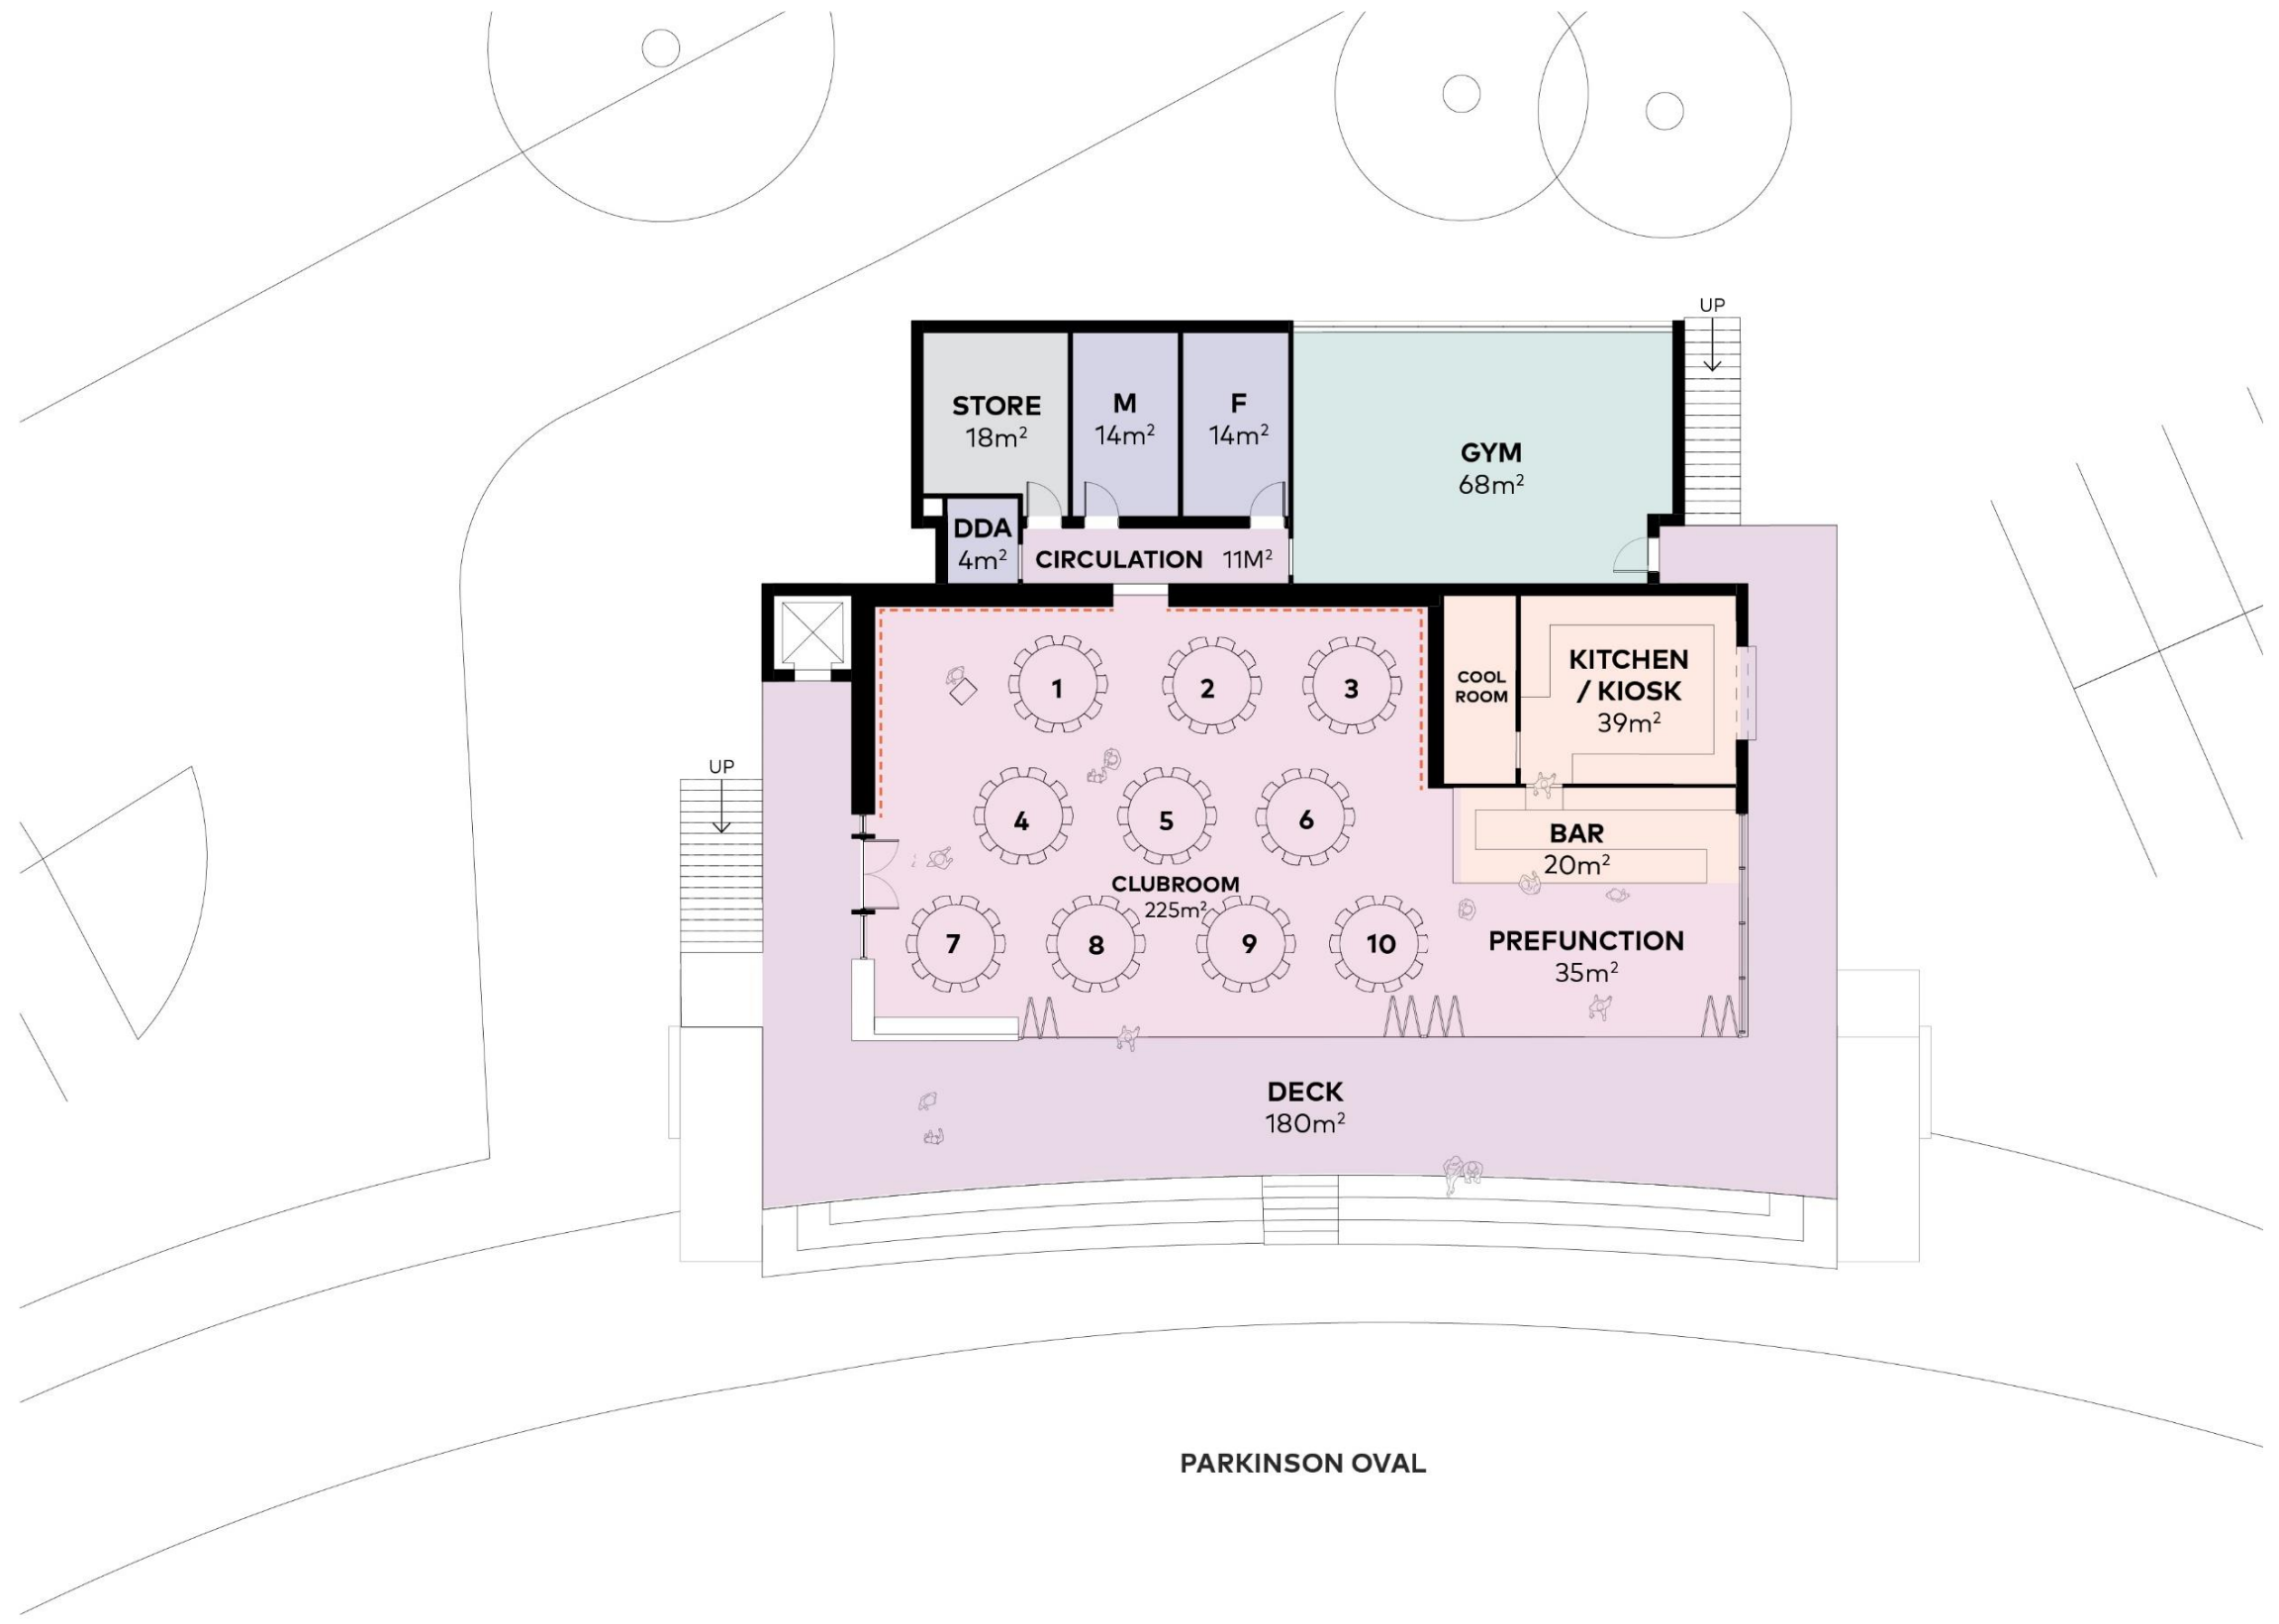 UP
STORE
18m²
M
14m²
F
14m²
GYM
68m²
DDA
4m²
CIRCULATION 11M²
1
2
3
COOL
ROOM
KITCHEN
/ KIOSK
39m²
UP
4
5
6
BAR
20m²
CLUBROOM
225m²
7
8
9
10
PREFUNCTION
35m²
DECK
180m²
PARKINSON OVAL